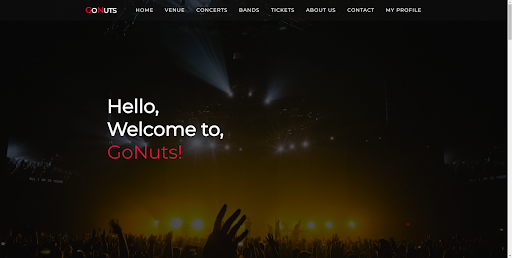 GoNuts
HOME VENUE CONCERTS BANDS TICKETS ABOUT US CONTACT MY PROFILE
Hello,
Welcome to,
GoNuts!